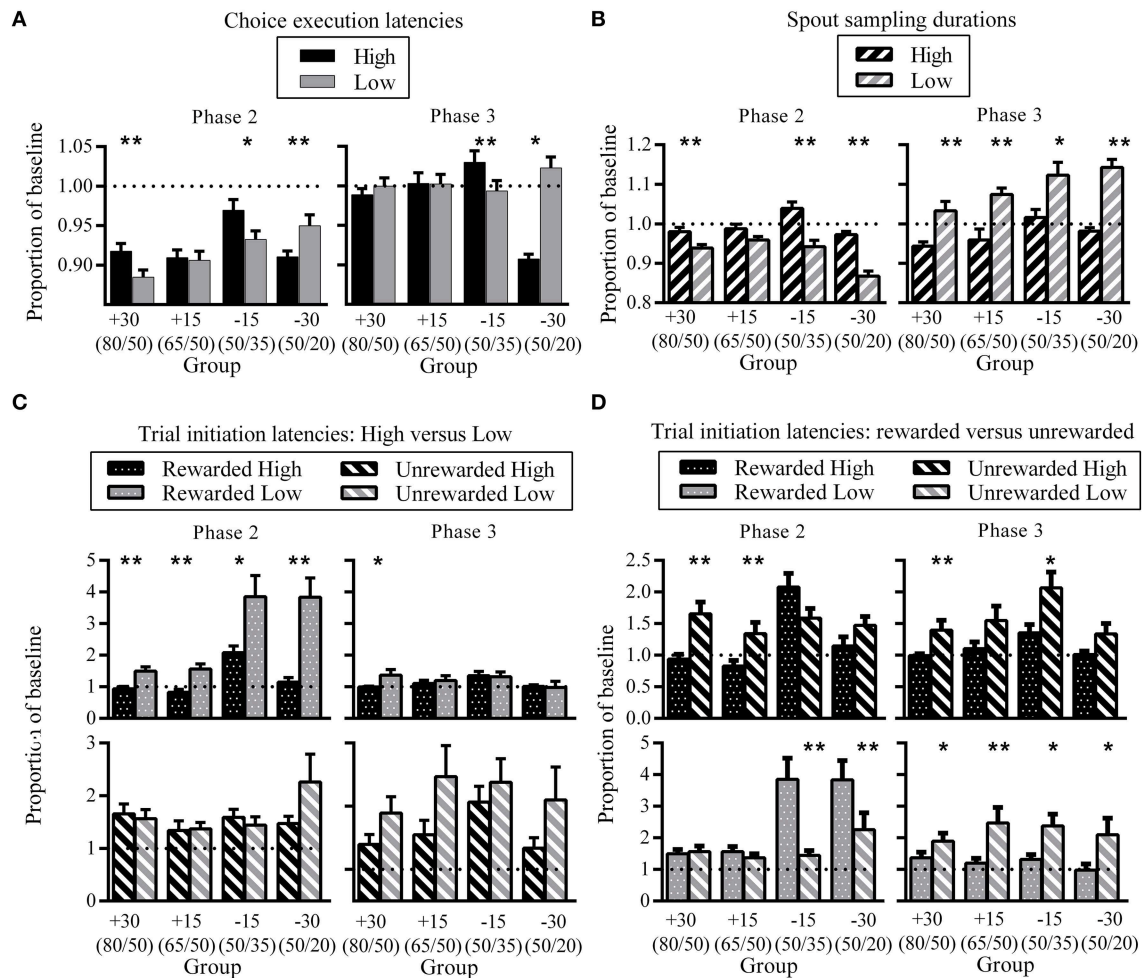 A
Choice execution latencies
High
Low
Phase 2
Phase 3
Proportion of baseline
1.05
1.00
0.95
0.90
** * **
** *
+30 +15 -15 -30
(80/50) (65/50) (50/35) (50/20)
+30 +15 -15 -30
(80/50) (65/50) (50/35) (50/20)
Group
B
Spout sampling durations
High
Low
Phase 2
Phase 3
Proportion of baseline
1.2
1.1
1.0
0.9
0.8
** ** **
** ** * **
+30 +15 -15 -30
(80/50) (65/50) (50/35) (50/20)
+30 +15 -15 -30
(80/50) (65/50) (50/35) (50/20)
Group
C
Trial initiation latencies: High versus Low
Rewarded High Unrewarded High
Rewarded Low Unrewarded Low
Phase 2
Phase 3
Proportion of baseline
5
4
3
2
1
0
** ** * **
*
3
2
1
0
+30 +15 -15 -30
(80/50) (65/50) (50/35) (50/20)
+30 +15 -15 -30
(80/50) (65/50) (50/35) (50/20)
Group
D
Trial initiation latencies: rewarded versus unrewarded
Rewarded High Unrewarded High
Rewarded Low Unrewarded Low
Phase 2
Phase 3
Proportion of baseline
2.5
2.0
1.5
1.0
0.5
0.0
** **
** *
5
4
3
2
1
0
** **
* ** * *
+30 +15 -15 -30
(80/50) (65/50) (50/35) (50/20)
+30 +15 -15 -30
(80/50) (65/50) (50/35) (50/20)
Group